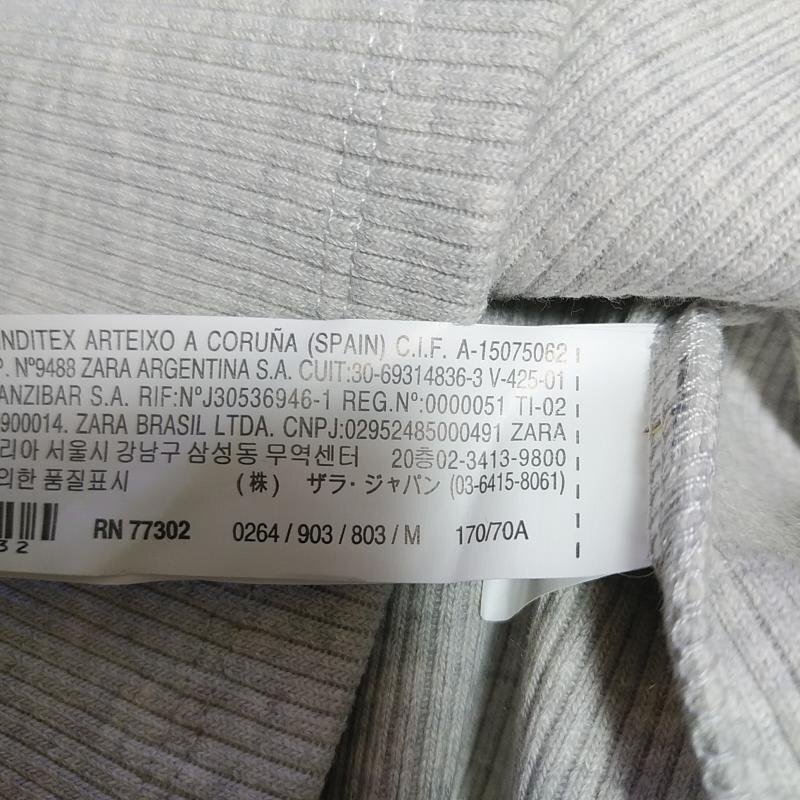 INDITEX ARTEIXO A CORUÑA (SPAIN) C.I.F. A-15075062
P. Nº9488 ZARA ARGENTINA S.A. CUIT:30-69314836-3 V-425-01
ANZIBAR S.A. RIF:NºJ30536946-1 REG.Nº:0000051 TI-02
900014. ZARA BRASIL LTDA. CNPJ:02952485000491 ZARA
리아 서울시 강남구 삼성동 무역센터 20층02-3413-9800
의한 품질표시 (株) ザラ・ジャパン (03-6415-8061)
32 RN 77302 0264 / 903 / 803 / M 170/70A